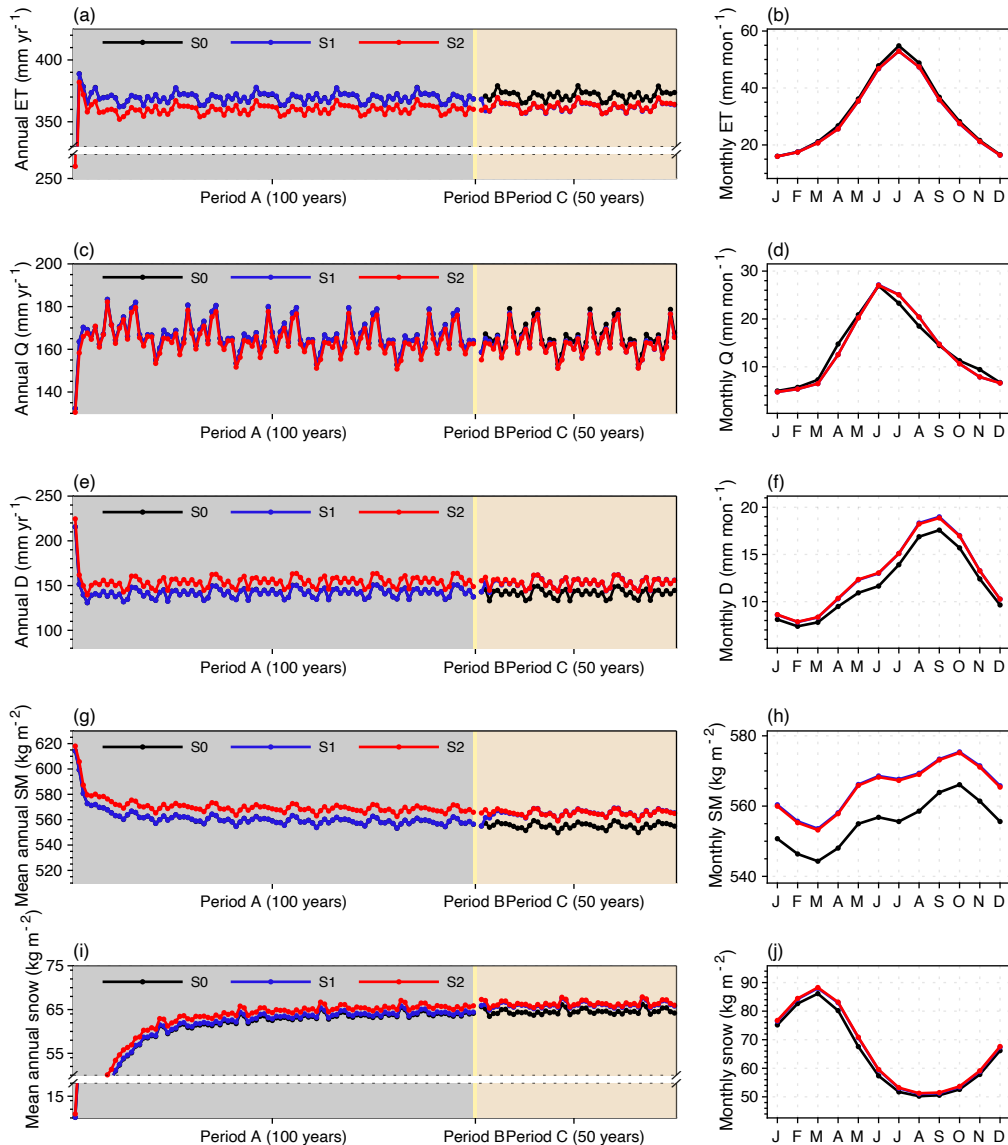 (a)
Annual ET (mm yr⁻¹)
400
350
250
S0 S1 S2
Period A (100 years) Period B Period C (50 years)
(b)
Monthly ET (mm mon⁻¹)
60
40
20
J F M A M J J A S O N D
(c)
Annual Q (mm yr⁻¹)
200
180
160
130
S0 S1 S2
Period A (100 years) Period B Period C (50 years)
(d)
Monthly Q (mm mon⁻¹)
30
20
10
J F M A M J J A S O N D
(e)
Annual D (mm yr⁻¹)
250
200
150
100
S0 S1 S2
Period A (100 years) Period B Period C (50 years)
(f)
Monthly D (mm mon⁻¹)
20
15
10
J F M A M J J A S O N D
(g)
Mean annual SM (kg m⁻²)
620
600
580
560
540
520
S0 S1 S2
Period A (100 years) Period B Period C (50 years)
(h)
Monthly SM (kg m⁻²)
580
560
540
J F M A M J J A S O N D
(i)
Mean annual snow (kg m⁻²)
75
65
55
15
S0 S1 S2
Period A (100 years) Period B Period C (50 years)
(j)
Monthly snow (kg m⁻²)
90
80
70
60
50
J F M A M J J A S O N D